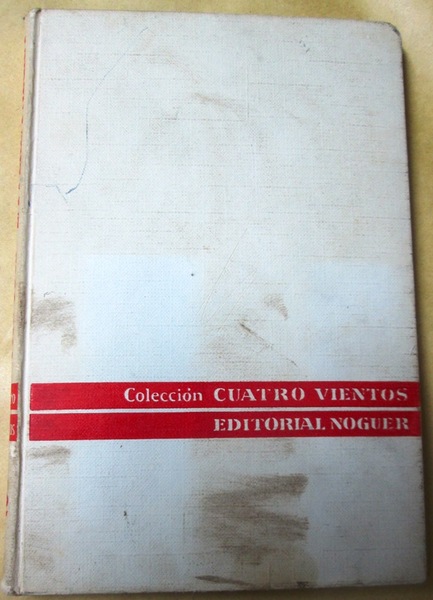 Colección CUATRO VIENTOS
EDITORIAL NOGUER